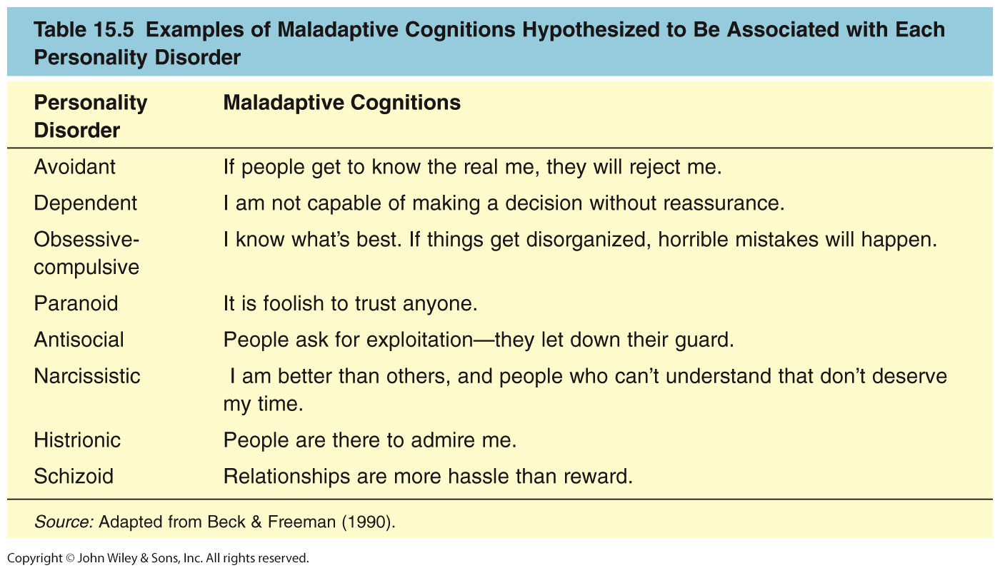 Table 15.5 Examples of Maladaptive Cognitions Hypothesized to Be Associated with Each
Personality Disorder
Personality
Disorder
Maladaptive Cognitions
Avoidant
If people get to know the real me, they will reject me.
Dependent
I am not capable of making a decision without reassurance.
Obsessive-
compulsive
I know what’s best. If things get disorganized, horrible mistakes will happen.
Paranoid
It is foolish to trust anyone.
Antisocial
People ask for exploitation—they let down their guard.
Narcissistic
I am better than others, and people who can’t understand that don’t deserve
my time.
Histrionic
People are there to admire me.
Schizoid
Relationships are more hassle than reward.
Source: Adapted from Beck & Freeman (1990).
Copyright © John Wiley & Sons, Inc. All rights reserved.